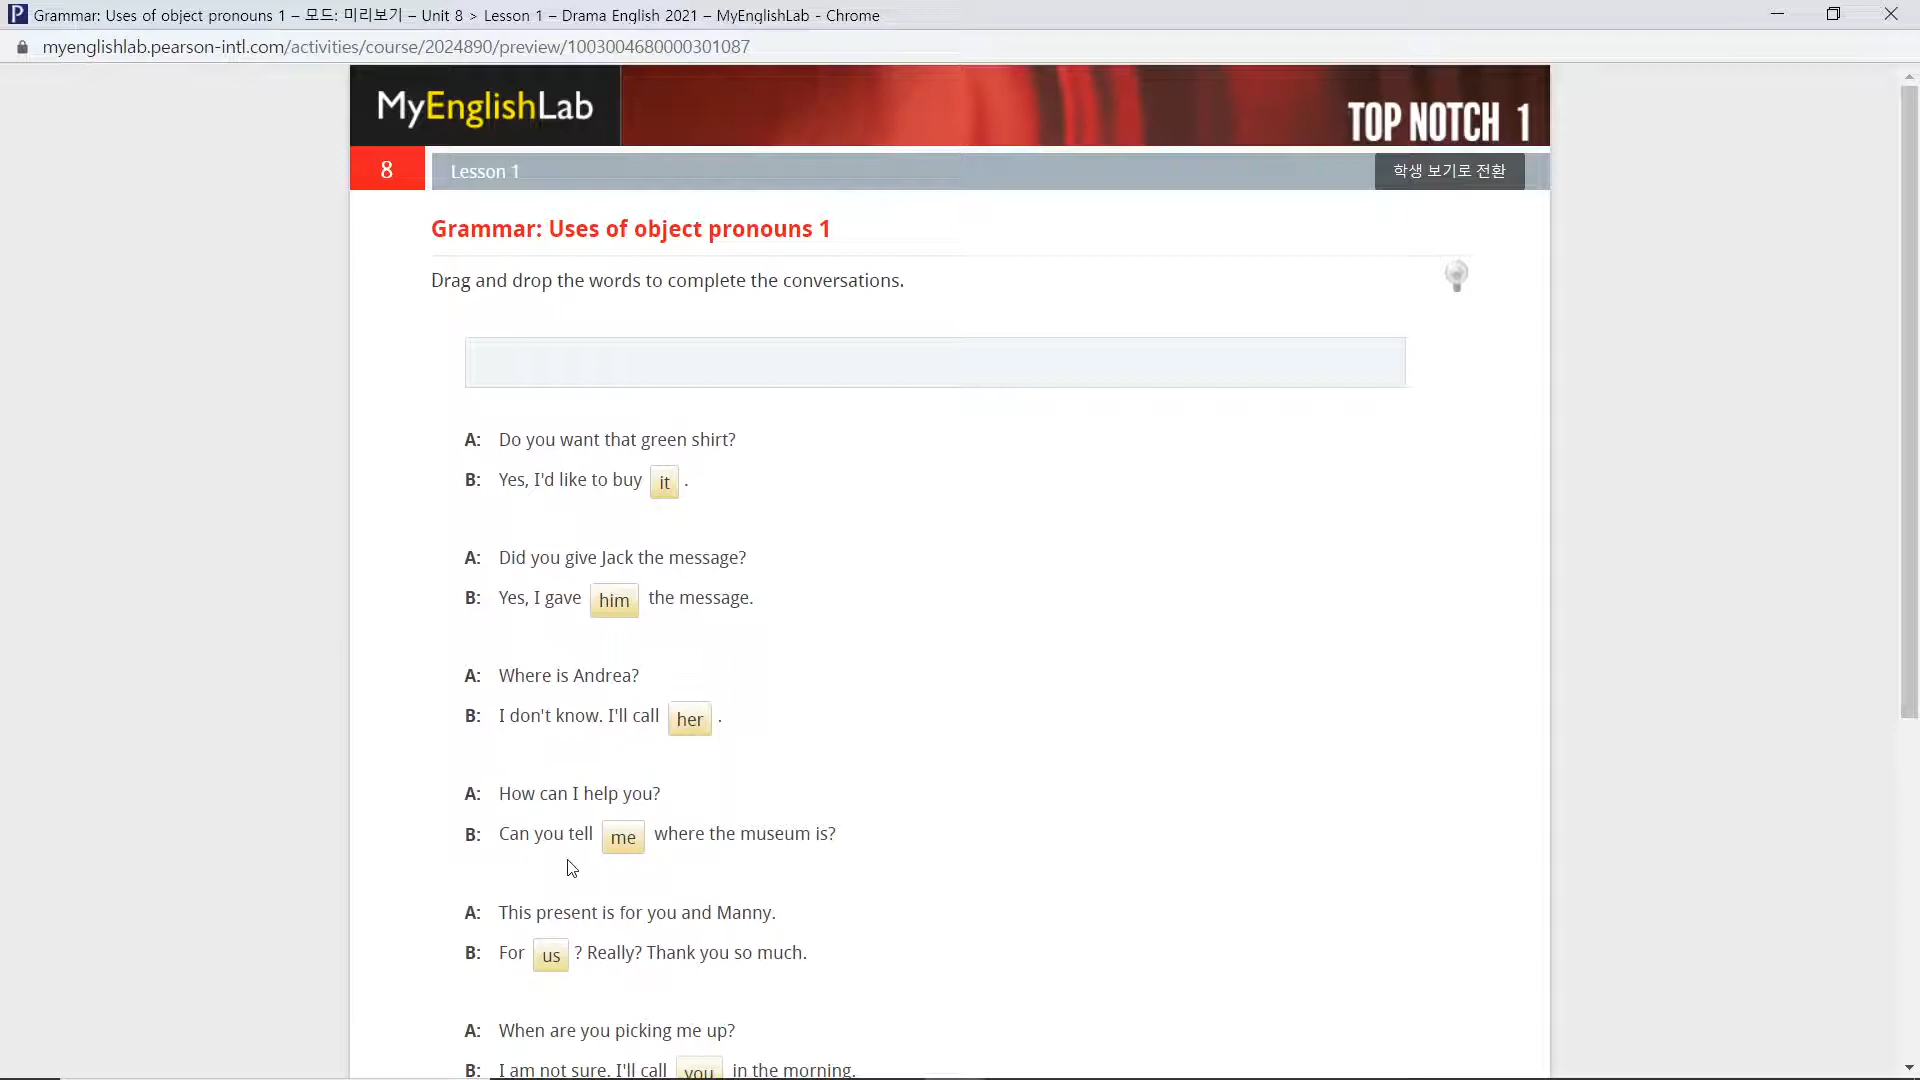 Grammar: Uses of object pronouns 1 – 모드: 미리보기 – Unit 8 > Lesson 1 – Drama English 2021 – MyEnglishLab - Chrome
myenglishlab.pearson-intl.com/activities/course/2024890/preview/1003004680000301087
MyEnglishLab
TOP NOTCH 1
8
Lesson 1
학생 보기로 전환
Grammar: Uses of object pronouns 1
Drag and drop the words to complete the conversations.
A: Do you want that green shirt?
B: Yes, I'd like to buy it .
A: Did you give Jack the message?
B: Yes, I gave him the message.
A: Where is Andrea?
B: I don't know. I'll call her .
A: How can I help you?
B: Can you tell me where the museum is?
A: This present is for you and Manny.
B: For us ? Really? Thank you so much.
A: When are you picking me up?
B: I am not sure. I'll call you in the morning.